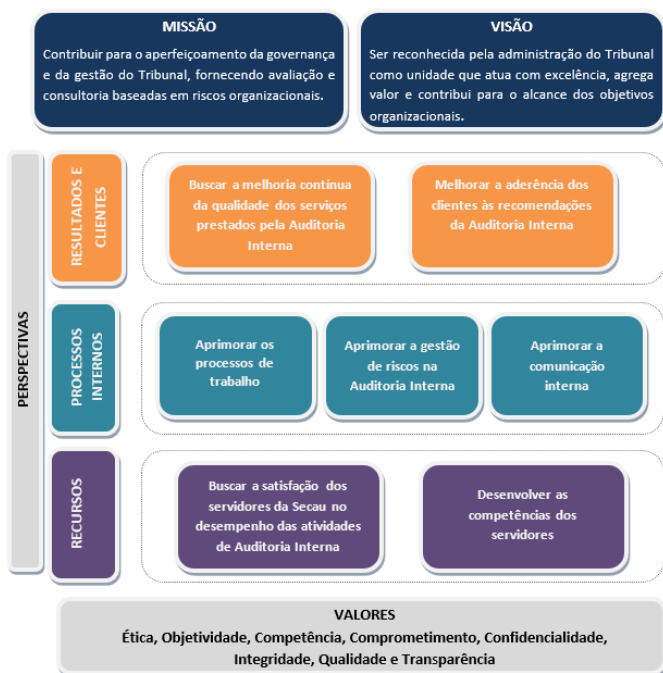 MISSÃO
Contribuir para o aperfeiçoamento da governança
e da gestão do Tribunal, fornecendo avaliação e
consultoria baseadas em riscos organizacionais.
VISÃO
Ser reconhecida pela administração do Tribunal
como unidade que atua com excelência, agrega
valor e contribui para o alcance dos objetivos
organizacionais.
PERSPECTIVAS
RESULTADOS E
CLIENTES
Buscar a melhoria contínua
da qualidade dos serviços
prestados pela Auditoria
Interna
Melhorar a aderência dos
clientes às recomendações
da Auditoria Interna
PROCESSOS
INTERNOS
Aprimorar os
processos de
trabalho
Aprimorar a gestão
de riscos na
Auditoria Interna
Aprimorar a
comunicação
interna
RECURSOS
Buscar a satisfação dos
servidores da Secau no
desempenho das atividades
de Auditoria Interna
Desenvolver as
competências dos
servidores
VALORES
Ética, Objetividade, Competência, Comprometimento, Confidencialidade,
Integridade, Qualidade e Transparência